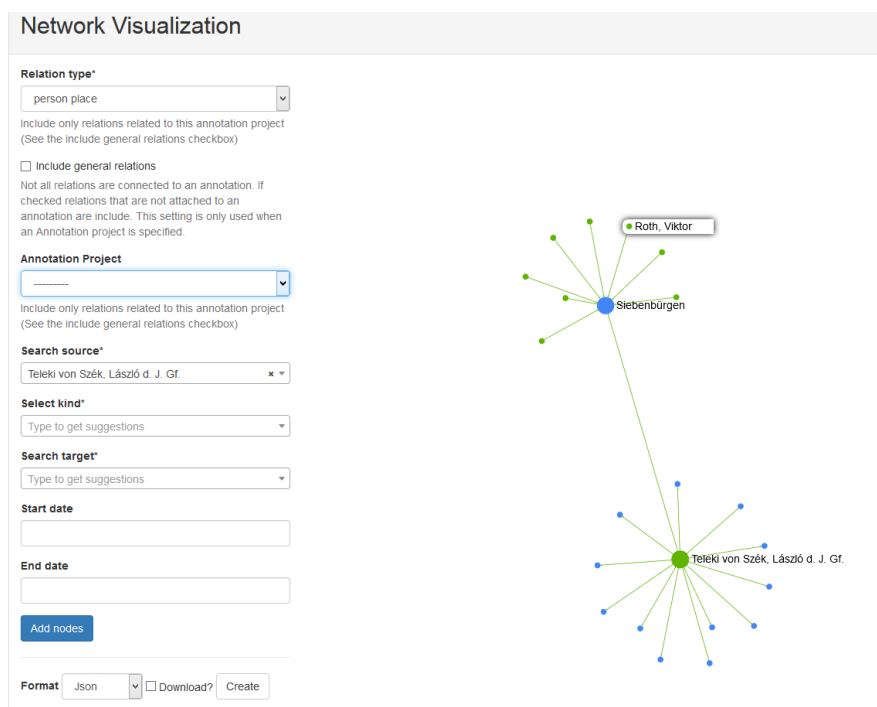 Network Visualization
Relation type*
person place
Include only relations related to this annotation project
(See the include general relations checkbox)
Include general relations
Not all relations are connected to an annotation. If
checked relations that are not attached to an
annotation are include. This setting is only used when
an Annotation project is specified.
Annotation Project
---------
Include only relations related to this annotation project
(See the include general relations checkbox)
Search source*
Teleki von Szék, László d. J. Gf.
Select kind*
Type to get suggestions
Search target*
Type to get suggestions
Start date
End date
Add nodes
Format Json Download? Create
Roth, Viktor
Siebenbürgen
Teleki von Szék, László d. J. Gf.